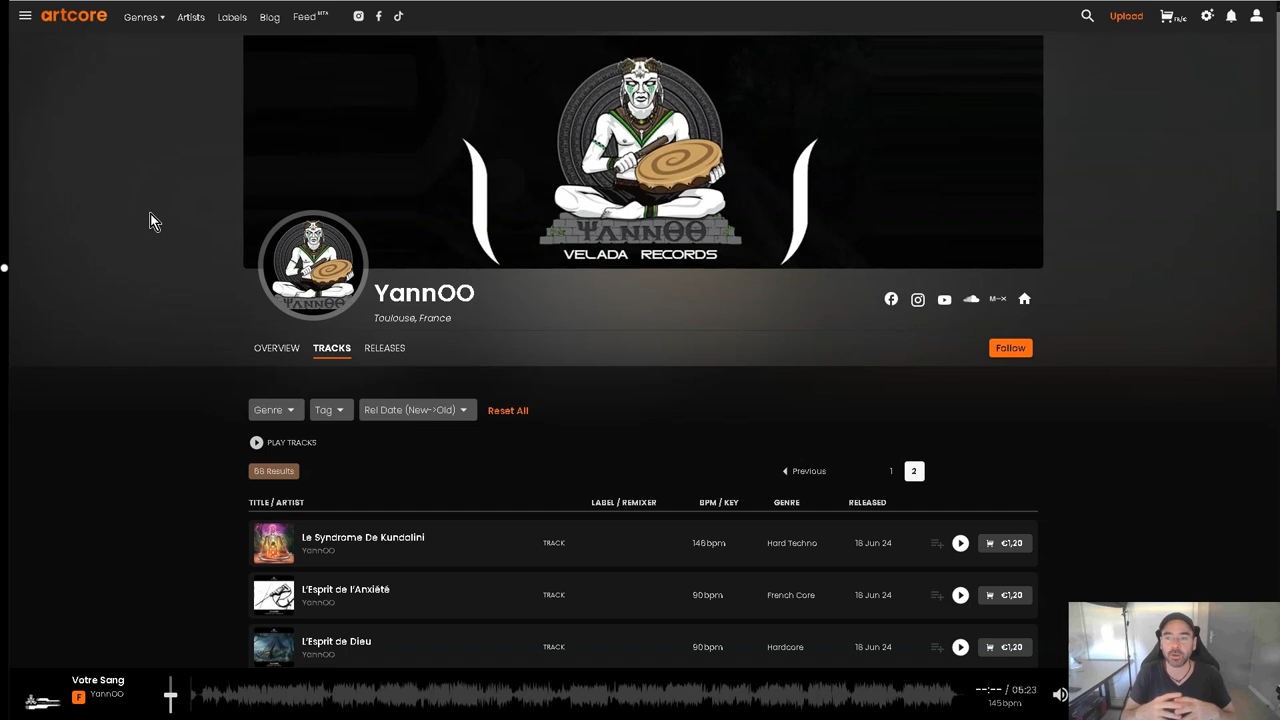 artcore Genres Artists Labels Blog Feed BETA Upload
YannOO
VELADA RECORDS
YannOO
Toulouse, France
OVERVIEW TRACKS RELEASES Follow
Genre Tag Rel Date (New->Old) Reset All
PLAY TRACKS
58 Results Previous 1 2
TITLE / ARTIST LABEL / REMIXER BPM / KEY GENRE RELEASED
Le Syndrome De Kundalini TRACK 146bpm Hard Techno 18 Jun 24 €1,20
YannOO
L'Esprit de l'Anxiété TRACK 90bpm French Core 18 Jun 24 €1,20
YannOO
L'Esprit de Dieu TRACK 90bpm Hardcore 18 Jun 24 €1,20
YannOO
Votre Sang --:-- / 05:23
F YannOO 145bpm